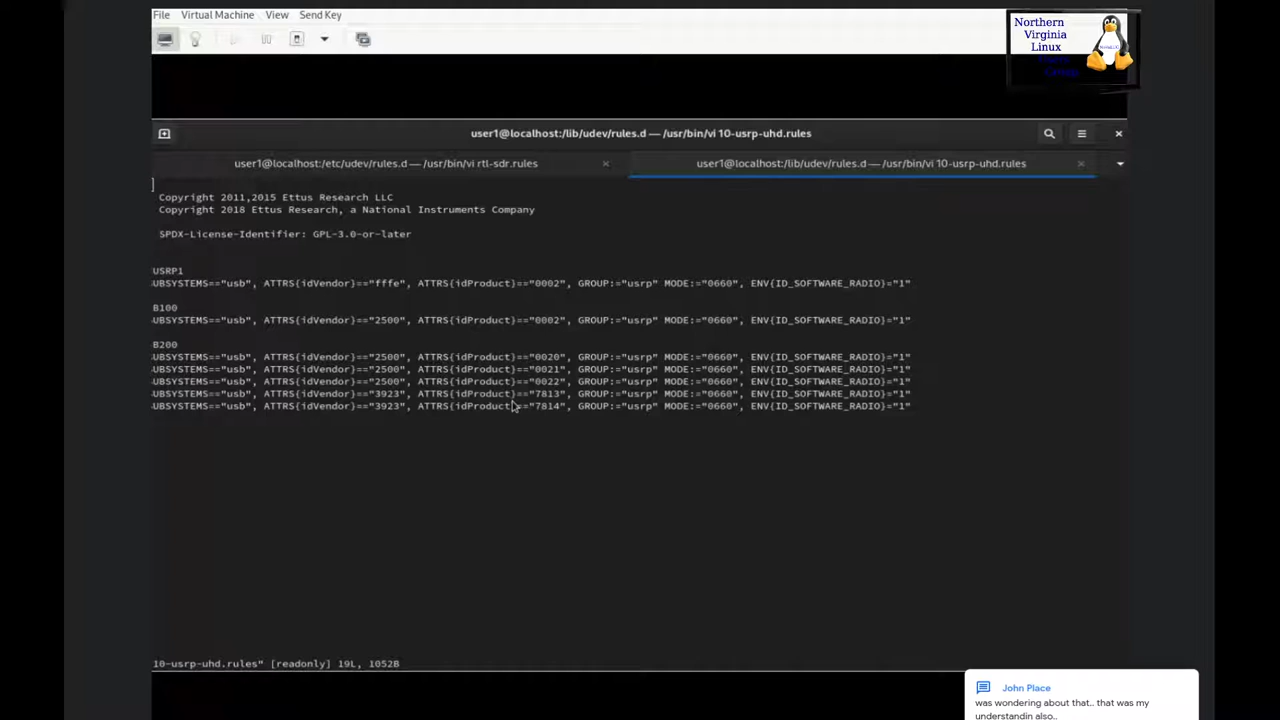 File Virtual Machine View Send Key
Northern
Virginia
Linux
Users
Group
user1@localhost:/lib/udev/rules.d — /usr/bin/vi 10-usrp-uhd.rules
user1@localhost:/etc/udev/rules.d — /usr/bin/vi rtl-sdr.rules
user1@localhost:/lib/udev/rules.d — /usr/bin/vi 10-usrp-uhd.rules
Copyright 2011,2015 Ettus Research LLC
Copyright 2018 Ettus Research, a National Instruments Company
SPDX-License-Identifier: GPL-3.0-or-later
USRP1
UBSYSTEMS=="usb", ATTRS{idVendor}=="fffe", ATTRS{idProduct}=="0002", GROUP:="usrp" MODE:="0660", ENV{ID_SOFTWARE_RADIO}="1"
B100
UBSYSTEMS=="usb", ATTRS{idVendor}=="2500", ATTRS{idProduct}=="0002", GROUP:="usrp" MODE:="0660", ENV{ID_SOFTWARE_RADIO}="1"
B200
UBSYSTEMS=="usb", ATTRS{idVendor}=="2500", ATTRS{idProduct}=="0020", GROUP:="usrp" MODE:="0660", ENV{ID_SOFTWARE_RADIO}="1"
UBSYSTEMS=="usb", ATTRS{idVendor}=="2500", ATTRS{idProduct}=="0021", GROUP:="usrp" MODE:="0660", ENV{ID_SOFTWARE_RADIO}="1"
UBSYSTEMS=="usb", ATTRS{idVendor}=="2500", ATTRS{idProduct}=="0022", GROUP:="usrp" MODE:="0660", ENV{ID_SOFTWARE_RADIO}="1"
UBSYSTEMS=="usb", ATTRS{idVendor}=="3923", ATTRS{idProduct}=="7813", GROUP:="usrp" MODE:="0660", ENV{ID_SOFTWARE_RADIO}="1"
UBSYSTEMS=="usb", ATTRS{idVendor}=="3923", ATTRS{idProduct}=="7814", GROUP:="usrp" MODE:="0660", ENV{ID_SOFTWARE_RADIO}="1"
10-usrp-uhd.rules" [readonly] 19L, 1052B
John Place
was wondering about that.. that was my
understandin also..